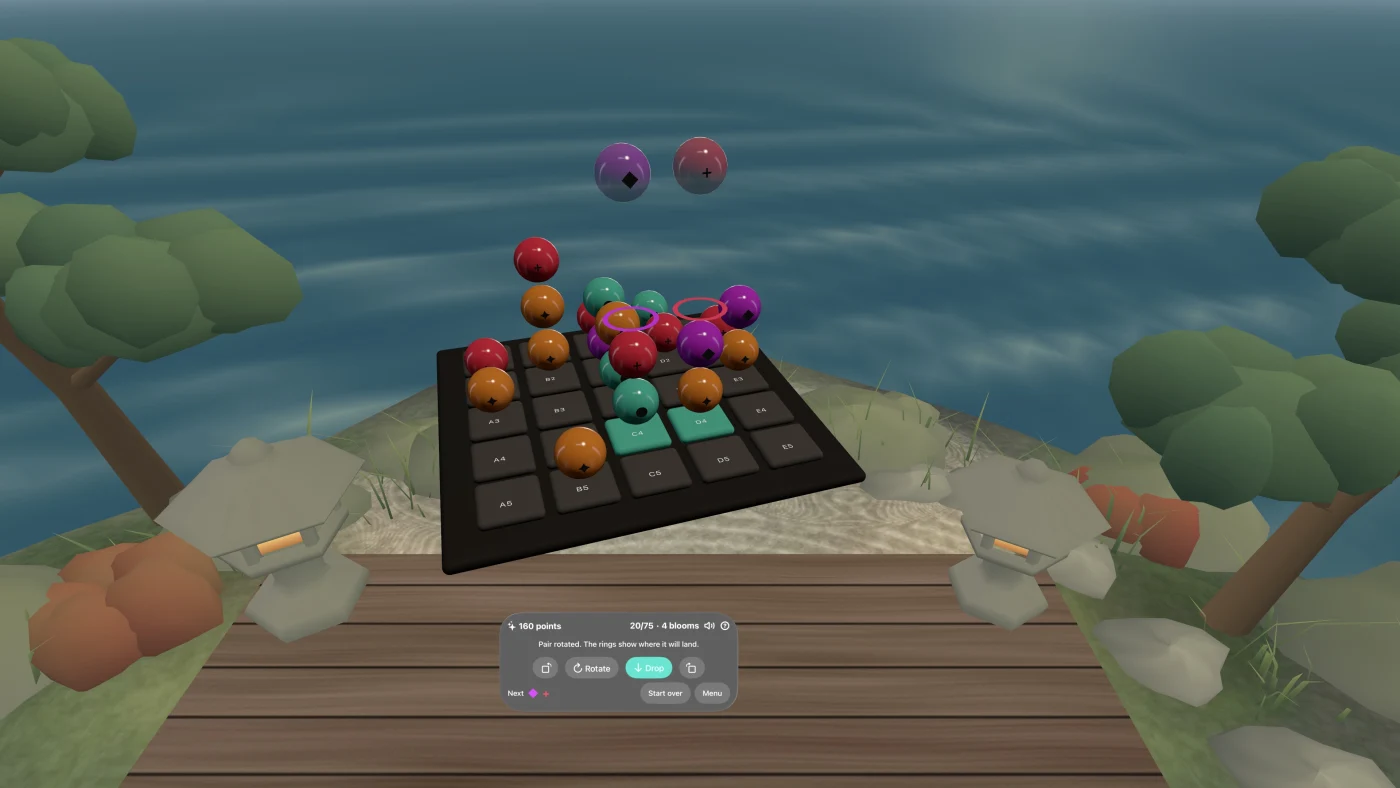 D2
B2
E3
B3
A3
D4
E4
C4
A4
E5
D5
C5
B5
A5
160 points
20/75 · 4 blooms
Pair rotated. The rings show where it will land.
Rotate
Drop
Next
Start over
Menu